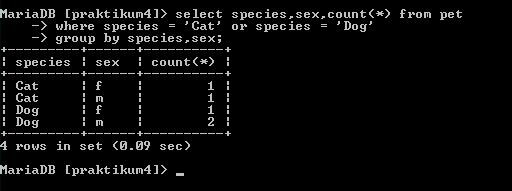 MariaDB [praktikum4]> select species,sex,count(*) from pet
    -> where species = 'Cat' or species = 'Dog'
    -> group by species,sex;
+---------+------+----------+
| species | sex  | count(*) |
+---------+------+----------+
| Cat     | f    |        1 |
| Cat     | m    |        1 |
| Dog     | f    |        1 |
| Dog     | m    |        2 |
+---------+------+----------+
4 rows in set (0.09 sec)
MariaDB [praktikum4]> _